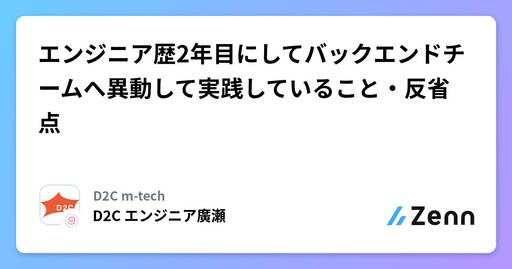 エンジニア歴2年目にしてバックエンドチ
ームへ異動して実践していること・反省
点
D2C m-tech
D2C エンジニア廣瀬
D2C
Zenn